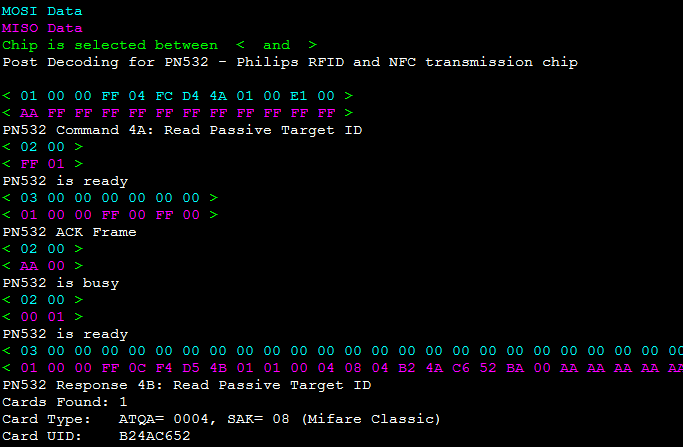 MOSI Data
MISO Data
Chip is selected between  <  and  >
Post Decoding for PN532 - Philips RFID and NFC transmission chip
< 01 00 00 FF 04 FC D4 4A 01 00 E1 00 >
< AA FF FF FF FF FF FF FF FF FF FF FF >
PN532 Command 4A: Read Passive Target ID
< 02 00 >
< FF 01 >
PN532 is ready
< 03 00 00 00 00 00 00 >
< 01 00 00 FF 00 FF 00 >
PN532 ACK Frame
< 02 00 >
< AA 00 >
PN532 is busy
< 02 00 >
< 00 01 >
PN532 is ready
< 03 00 00 00 00 00 00 00 00 00 00 00 00 00 00 00 00 00 00 00 00 00 00 00 00
< 01 00 00 FF 0C F4 D5 4B 01 01 00 04 08 04 B2 4A C6 52 BA 00 AA AA AA AA AA
PN532 Response 4B: Read Passive Target ID
Cards Found: 1
Card Type:   ATQA= 0004, SAK= 08 (Mifare Classic)
Card UID:    B24AC652